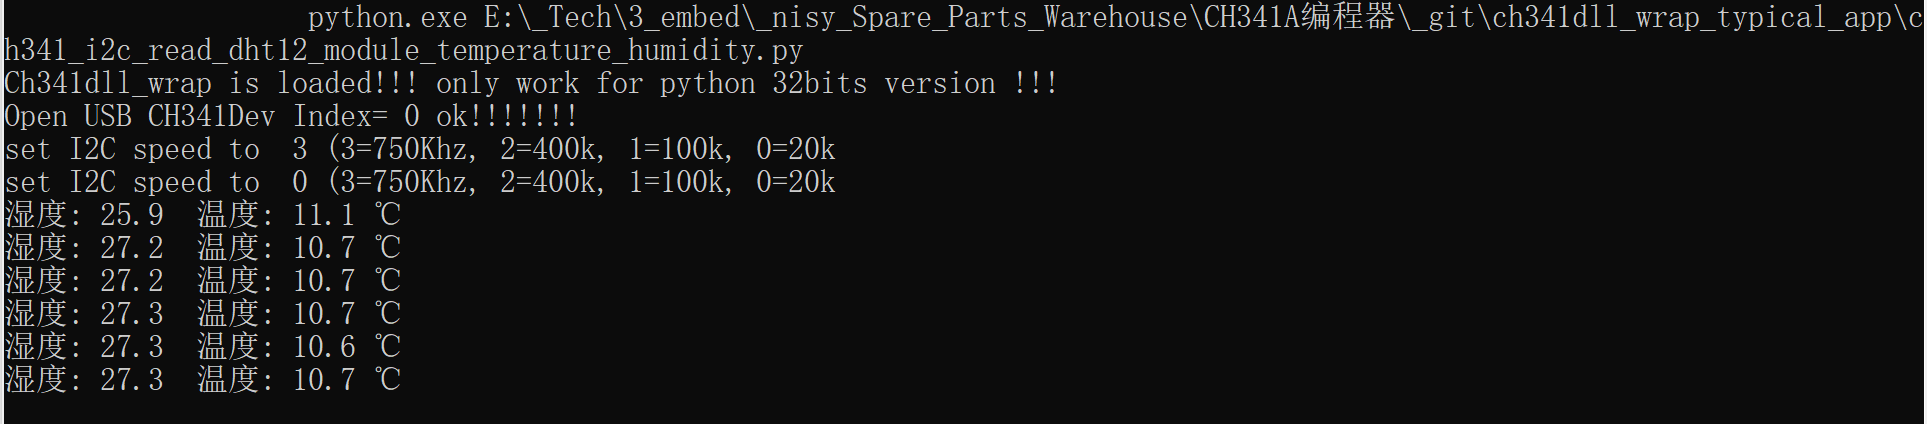 python.exe E:\_Tech\3_embed\_nisy_Spare_Parts_Warehouse\CH341A编程器\_git\ch341dll_wrap_typical_app\c
h341_i2c_read_dht12_module_temperature_humidity.py
Ch341dll_wrap is loaded!!! only work for python 32bits version !!!
Open USB CH341Dev Index= 0 ok!!!!!!!
set I2C speed to  3 (3=750Khz, 2=400k, 1=100k, 0=20k
set I2C speed to  0 (3=750Khz, 2=400k, 1=100k, 0=20k
湿度: 25.9  温度: 11.1 ℃
湿度: 27.2  温度: 10.7 ℃
湿度: 27.2  温度: 10.7 ℃
湿度: 27.3  温度: 10.7 ℃
湿度: 27.3  温度: 10.6 ℃
湿度: 27.3  温度: 10.7 ℃